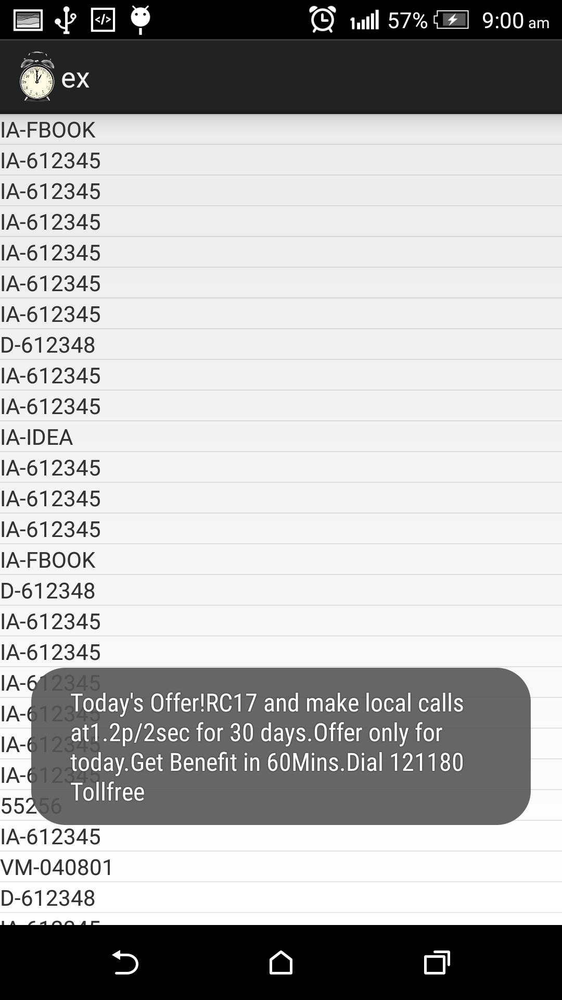 57% 9:00 am
ex
IA-FBOOK
IA-612345
IA-612345
IA-612345
IA-612345
IA-612345
IA-612345
D-612348
IA-612345
IA-612345
IA-IDEA
IA-612345
IA-612345
IA-612345
IA-FBOOK
D-612348
IA-612345
IA-612345
IA-612345
IA-612345
IA-612345
IA-612345
55256
Today's Offer!RC17 and make local calls
at1.2p/2sec for 30 days.Offer only for
today.Get Benefit in 60Mins.Dial 121180
Tollfree
IA-612345
VM-040801
D-612348